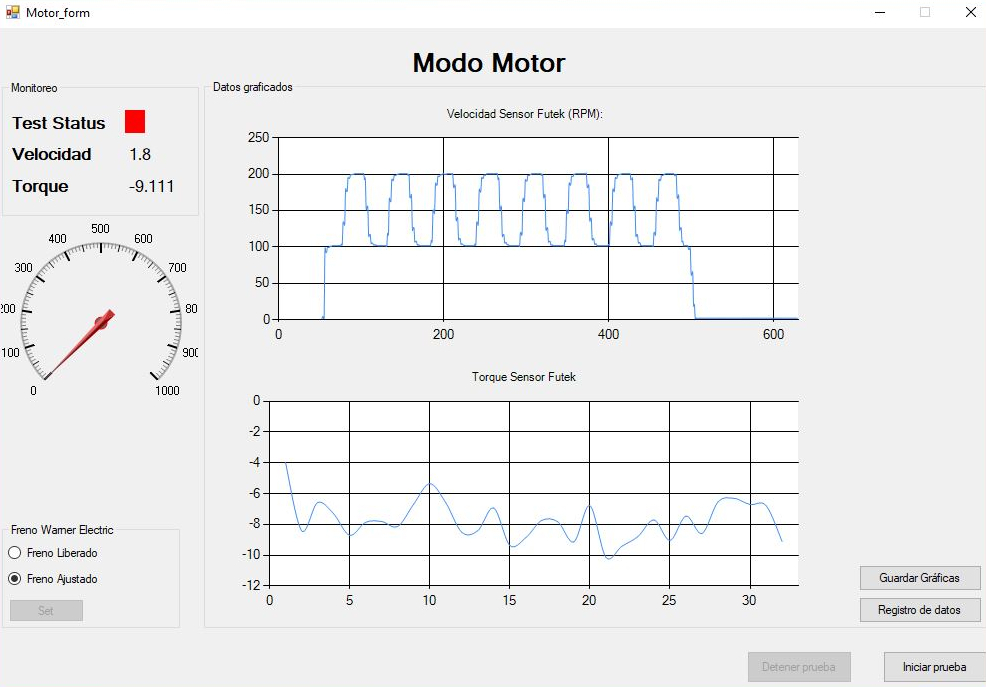 Motor_form
Modo Motor
Monitoreo
Test Status
Velocidad 1.8
Torque -9.111
0
100
200
300
400
500
600
700
80
900
1000
Freno Warner Electric
Freno Liberado
Freno Ajustado
Set
Datos graficados
Velocidad Sensor Futek (RPM):
250
200
150
100
50
0
0 200 400 600
Torque Sensor Futek
0
-2
-4
-6
-8
-10
-12
0 5 10 15 20 25 30
Guardar Gráficas
Registro de datos
Detener prueba
Iniciar prueba